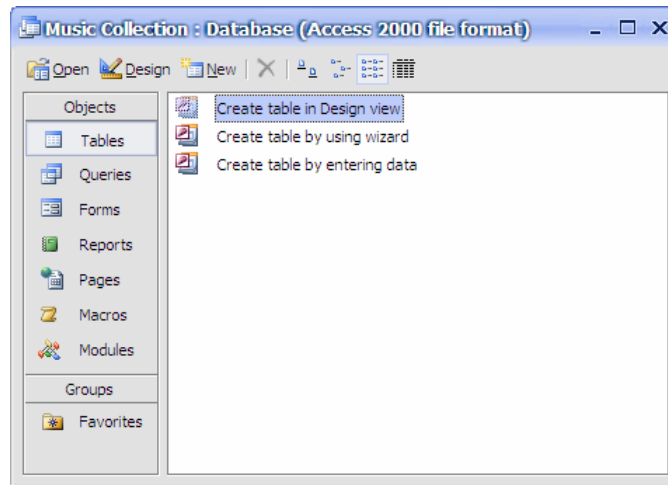 Music Collection : Database (Access 2000 file format)
Open Design New
Objects
Tables
Queries
Forms
Reports
Pages
Macros
Modules
Groups
Favorites
Create table in Design view
Create table by using wizard
Create table by entering data